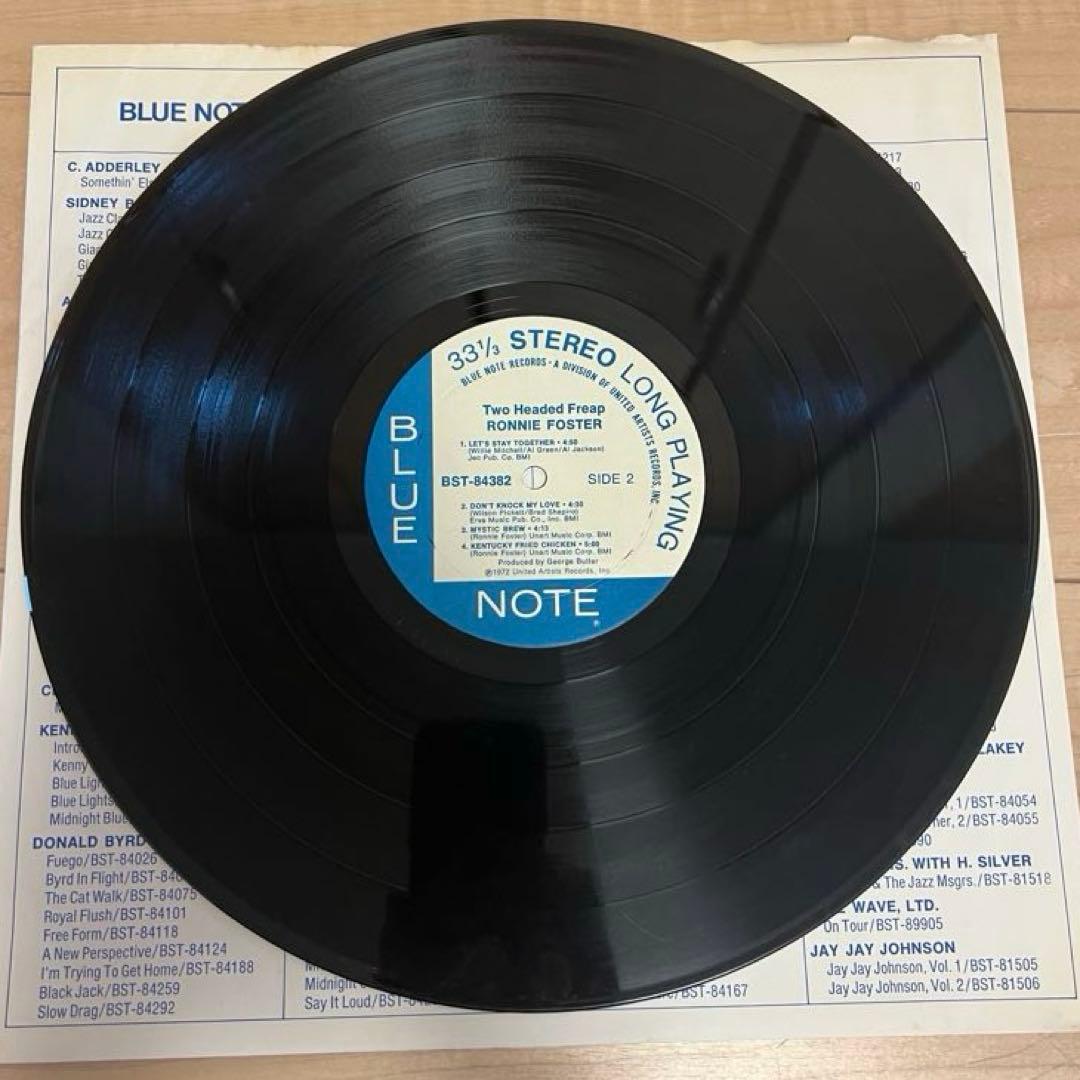 BLUE NOT
C. ADDERLEY
Somethin'
SIDNEY
Jazz
Jazz
217
KEN
Intro
Kenny
Blue
Blue Lights
Midnight Blue
DONALD BYRD
Fuego/BST-84026
Byrd In Flight/BST-
The Cat Walk/BST-84075
Royal Flush/BST-84101
Free Form/BST-84118
A New Perspective/BST-84124
I'm Trying To Get Home/BST-84188
Black Jack/BST-84259
Slow Drag/BST-84292
Midnight
Say It Loud/BST-
/BST-84167
LAKEY
, 1/BST-84054
, 2/BST-84055
90
WITH H. SILVER
& The Jazz Msgrs./BST-81518
WAVE, LTD.
On Tour/BST-89905
JAY JAY JOHNSON
Jay Jay Johnson, Vol. 1/BST-81505
Jay Jay Johnson, Vol. 2/BST-81506
33⅓ STEREO LONG PLAYING
BLUE NOTE RECORDS · A DIVISION OF UNITED ARTISTS RECORDS, INC
Two Headed Freap
RONNIE FOSTER
1. LET'S STAY TOGETHER • 4:50
(Willie Mitchell/Al Green/Al Jackson)
Jec Pub. Co. BMI
BST-84382 SIDE 2
2. DON'T KNOCK MY LOVE • 4:30
(Wilson Pickett/Brad Shapiro)
Erva Music Pub. Co., Inc. BMI
3. MYSTIC BREW • 4:13
(Ronnie Foster) Unart Music Corp. BMI
4. KENTUCKY FRIED CHICKEN • 5:00
(Ronnie Foster) Unart Music Corp. BMI
Produced by George Butler
℗1972 United Artists Records, Inc.
BLUE
NOTE®